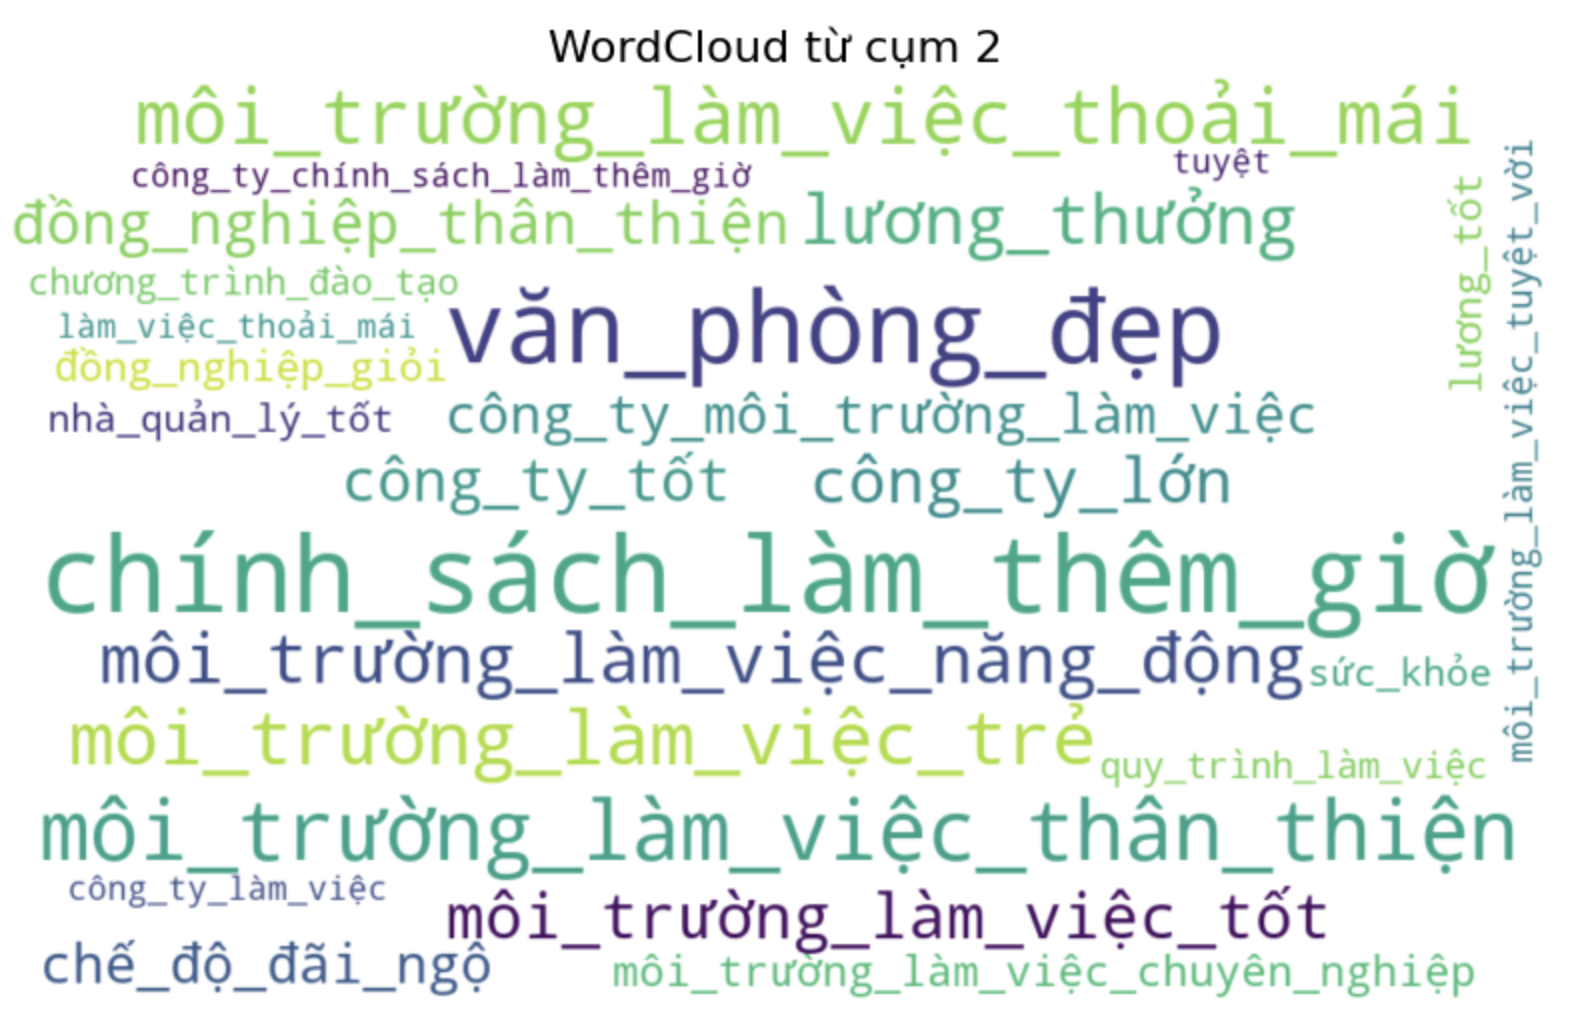 WordCloud từ cụm 2
môi_trường_làm_việc_thoải_mái
công_ty_chính_sách_làm_thêm_giờ
tuyệt
đồng_nghiệp_thân_thiện
lương_thưởng
lương_tốt
môi_trường_làm_việc_tuyệt_vời
chương_trình_đào_tạo
văn_phòng_đẹp
làm_việc_thoải_mái
đồng_nghiệp_giỏi
nhà_quản_lý_tốt
công_ty_môi_trường_làm_việc
công_ty_tốt
công_ty_lớn
chính_sách_làm_thêm_giờ
môi_trường_làm_việc_năng_động
sức_khỏe
môi_trường_làm_việc_trẻ
quy_trình_làm_việc
môi_trường_làm_việc_thân_thiện
công_ty_làm_việc
môi_trường_làm_việc_tốt
chế_độ_đãi_ngộ
môi_trường_làm_việc_chuyên_nghiệp